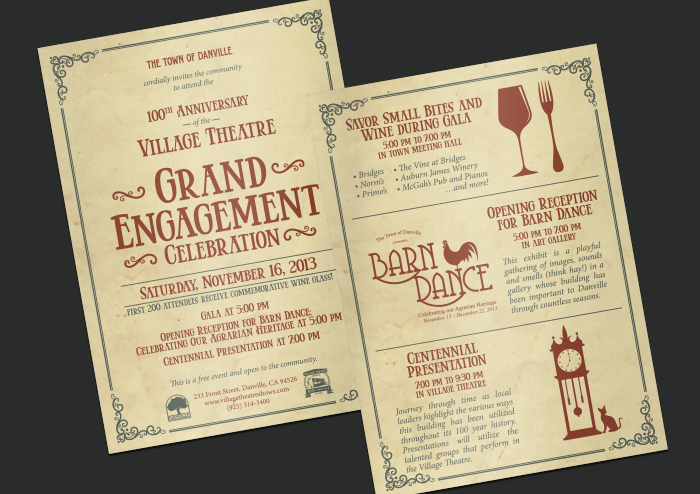 THE TOWN OF DANVILLE
cordially invites the community
to attend the
100TH ANNIVERSARY
— of the —
VILLAGE THEATRE
GRAND
ENGAGEMENT
CELEBRATION
SATURDAY, NOVEMBER 16, 2013
FIRST 200 ATTENDEES RECEIVE COMMEMORATIVE WINE GLASS!
GALA AT 5:00 PM
OPENING RECEPTION FOR BARN DANCE:
CELEBRATING OUR AGRARIAN HERITAGE AT 5:00 PM
CENTENNIAL PRESENTATION AT 7:00 PM
This is a free event and open to the community.
233 Front Street, Danville, CA 94526
www.villagetheatreshows.com
(925) 314-3400
SAVOR SMALL BITES AND
WINE DURING GALA
5:00 PM TO 7:00 PM
IN TOWN MEETING HALL
• Bridges • The Vine at Bridges
• Norm's • Auburn James Winery
• Primo's • McGah's Pub and Pianos
...and more!
OPENING RECEPTION
FOR BARN DANCE
5:00 PM TO 7:00 PM
IN ART GALLERY
This exhibit is a playful
gathering of images, sounds
and smells (think hay!) in a
gallery whose building has
been important to Danville
through countless seasons.
The Town of Danville
presents
BARN
DANCE
Celebrating our Agrarian Heritage
November 15 - December 22, 2013
CENTENNIAL
PRESENTATION
7:00 PM TO 9:30 PM
IN VILLAGE THEATRE
Journey through time as local
leaders highlight the various ways
this building has been utilized
throughout its 100 year history.
Presentations will utilize the
talented groups that perform in
the Village Theatre.